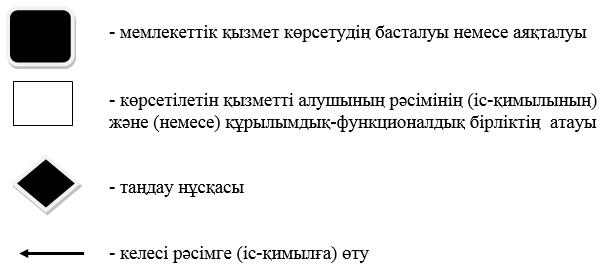 - мемлекеттік қызмет көрсетудің басталуы немесе аяқталуы
- көрсетілетін қызметті алушының рәсімінің (іс-қимылының)
және (немесе) құрылымдық-функционалдық бірліктің атауы
- таңдау нұсқасы
- келесі рәсімге (іс-қимылға) өту